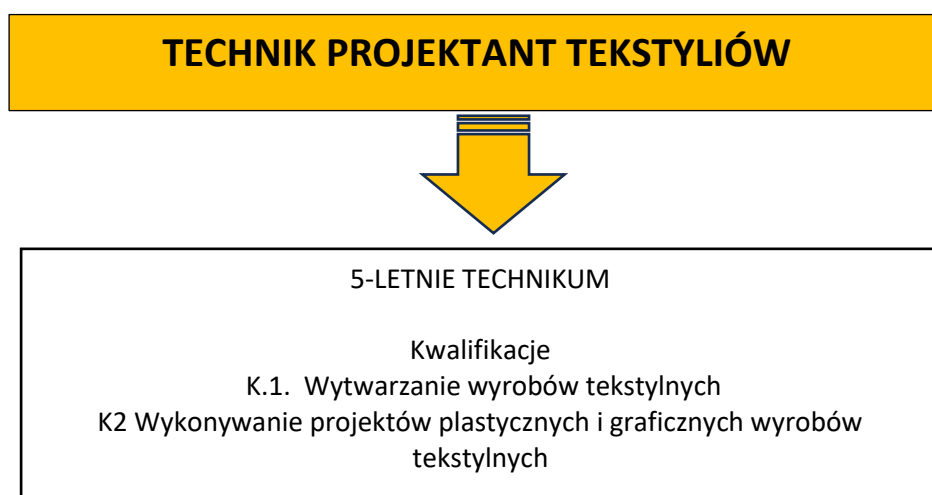 TECHNIK PROJEKTANT TEKSTYLIÓW
5-LETNIE TECHNIKUM
Kwalifikacje
K.1. Wytwarzanie wyrobów tekstylnych
K2 Wykonywanie projektów plastycznych i graficznych wyrobów
tekstylnych